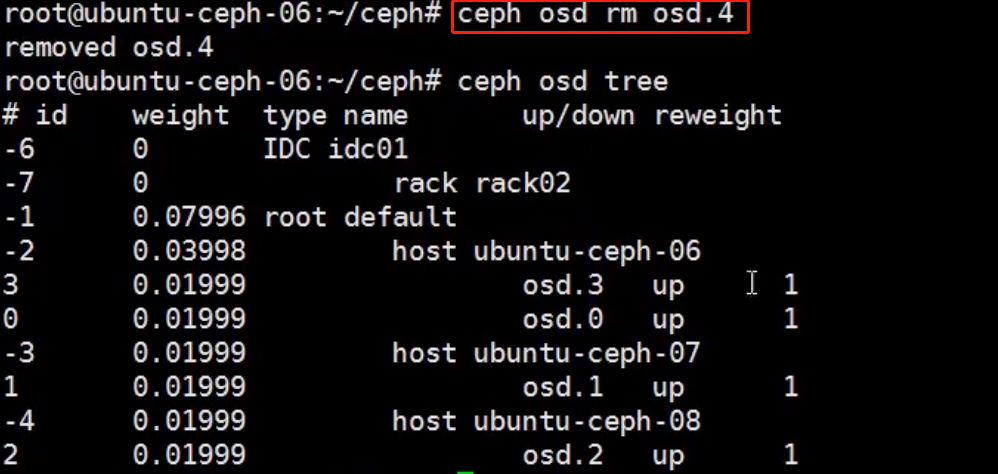 root@ubuntu-ceph-06:~/ceph# ceph osd rm osd.4
removed osd.4
root@ubuntu-ceph-06:~/ceph# ceph osd tree
# id    weight  type name       up/down reweight
-6      0       IDC idc01
-7      0               rack rack02
-1      0.07996 root default
-2      0.03998         host ubuntu-ceph-06
3       0.01999                 osd.3   up      1
0       0.01999                 osd.0   up      1
-3      0.01999         host ubuntu-ceph-07
1       0.01999                 osd.1   up      1
-4      0.01999         host ubuntu-ceph-08
2       0.01999                 osd.2   up      1